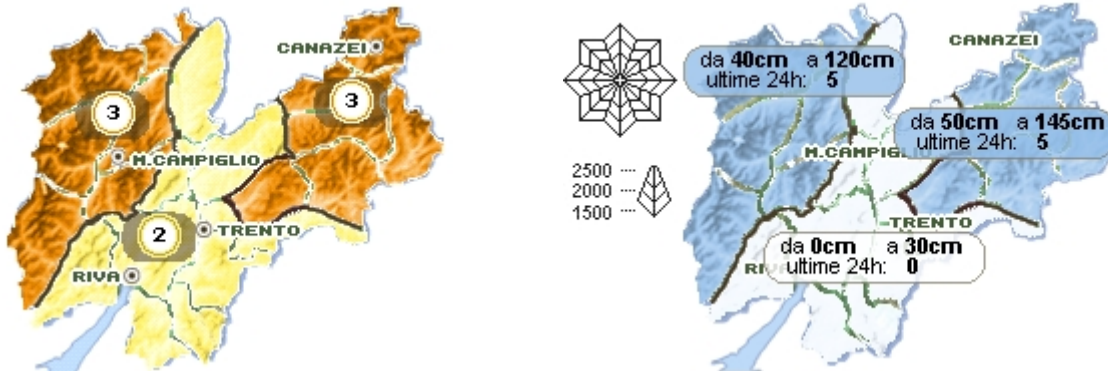 CANAZEI
3
3
M.CAMPIGLIO
2
TRENTO
RIVA
CANAZEI
da 40cm a 120cm
ultime 24h: 5
da 50cm a 145cm
ultime 24h: 5
2500
2000
1500
TRENTO
da 0cm a 30cm
ultime 24h: 0